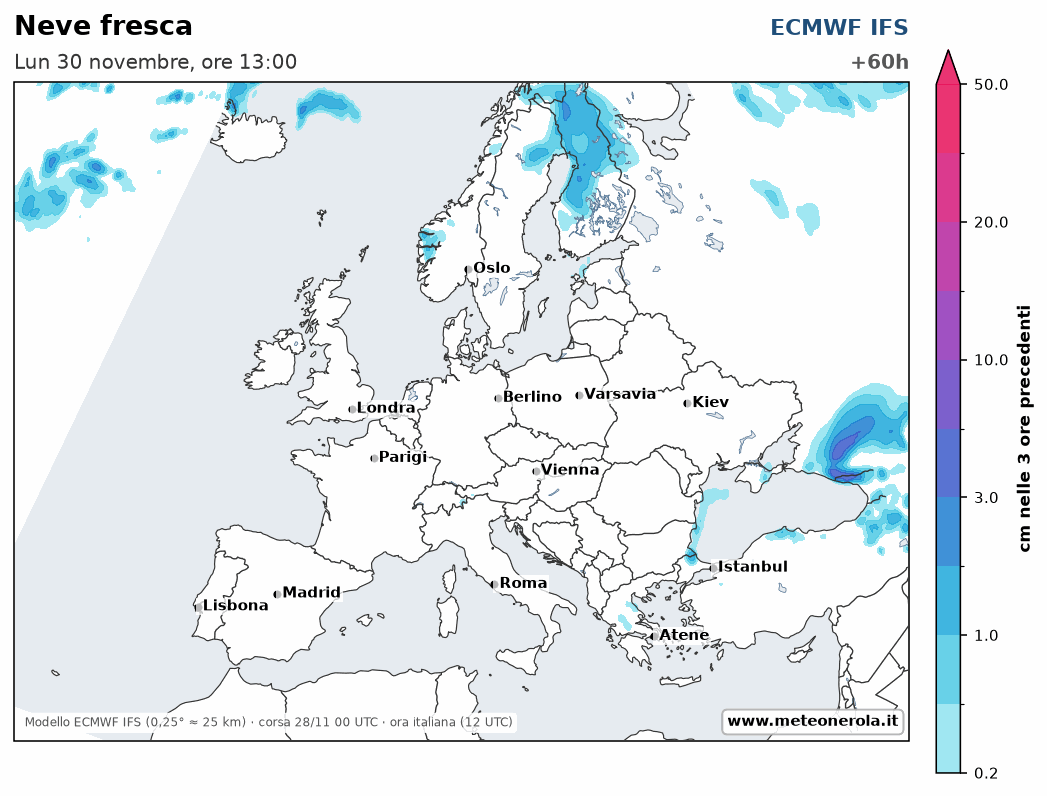 Neve fresca
ECMWF IFS
Lun 30 novembre, ore 13:00
+60h
50.0
20.0
10.0
3.0
1.0
0.2
cm nelle 3 ore precedenti
Oslo
Berlino
Varsavia
Kiev
Londra
Parigi
Vienna
Istanbul
Roma
Madrid
Lisbona
Atene
Modello ECMWF IFS (0,25° ≈ 25 km) · corsa 28/11 00 UTC · ora italiana (12 UTC)
www.meteonerola.it